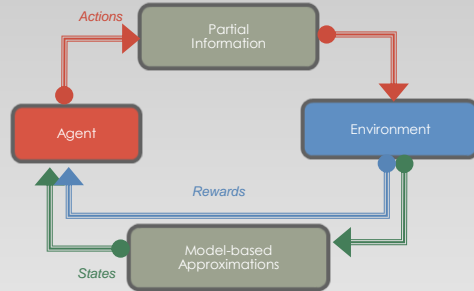 Actions
Partial
Information
Agent
Environment
Rewards
Model-based
Approximations
States